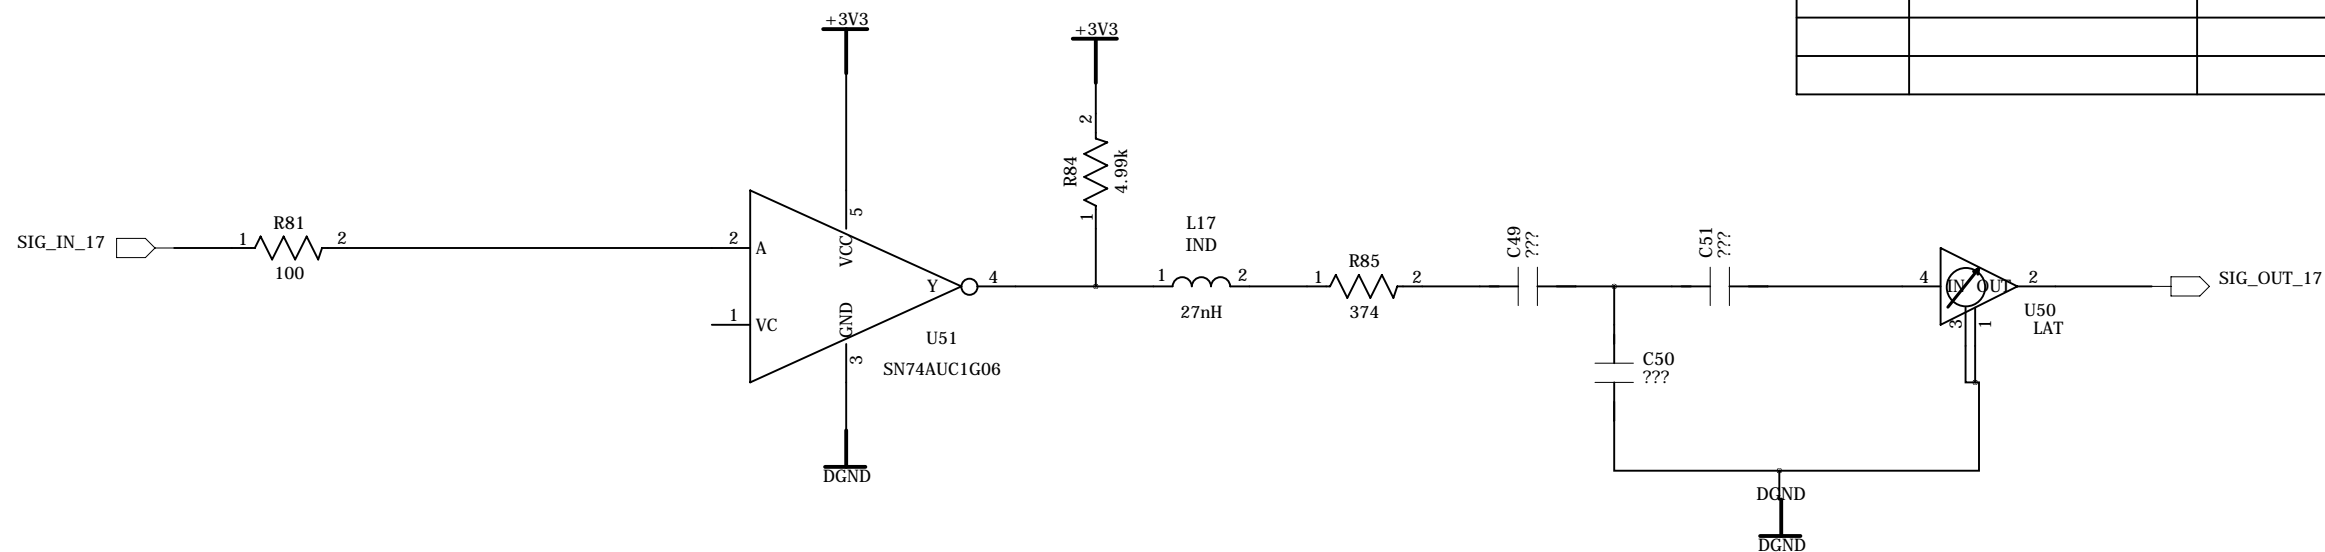 +3V3
+3V3
2
R84
4.99k
1
5
VCC
L17
IND
1
2
27nH
SIG_IN_17
1
R81
2
100
2
A
Y
4
1
VC
GND
3
U51
SN74AUC1G06
DGND
1
R85
2
374
C49
???
C51
???
C50
???
4
IN
OUT
2
3
1
U50
LAT
SIG_OUT_17
DGND
DGND